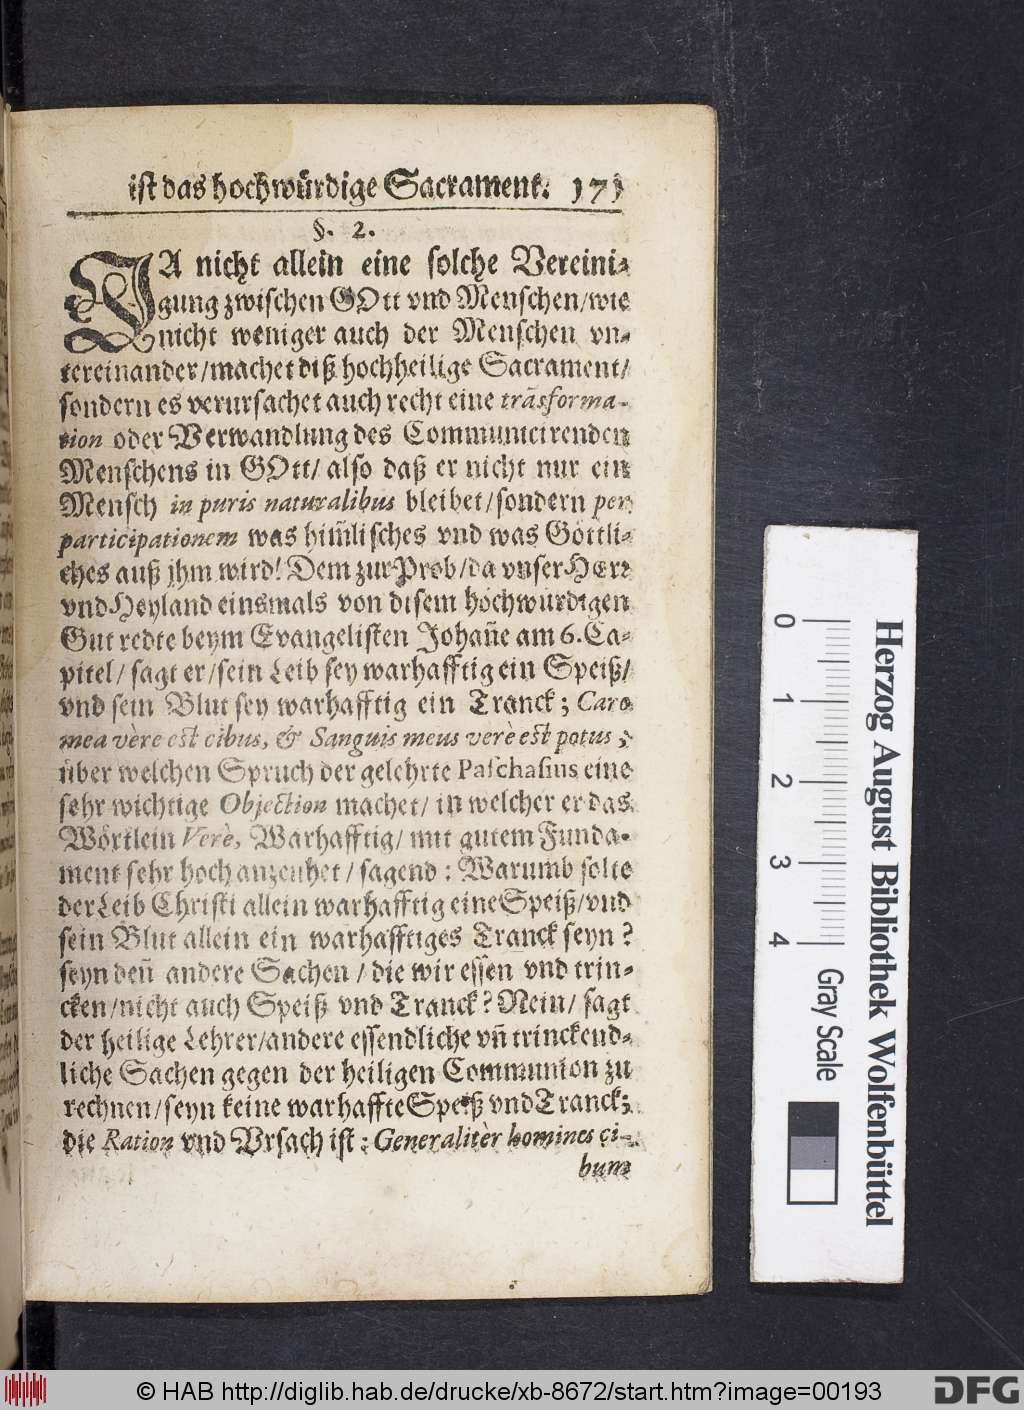 ist das hochwürdige Sacrament. 171
§. 2.
JA nicht allein eine solche Vereini-
gung zwischen GOtt vnd Menschen/wie
nicht weniger auch der Menschen vn-
tereinander/machet diß hochheilige Sacrament/
sondern es verursachet auch recht eine trãsforma-
tion oder Verwandlung des Communicirenden
Menschens in GOtt/ also daß er nicht nur ein
Mensch in puris naturalibus bleibet/sondern per
participationem was him̃lisches vnd was Göttli-
ches auß jhm wird! Dem zur Prob/da vnser HErr
vnd Heyland einsmals von disem hochwürdigen
Gut redte beym Evangelisten Johañe am 6. Ca-
pitel/ sagt er/sein Leib sey warhafftig ein Speiß/
vnd sein Blut sey warhafftig ein Tranck; Caro
mea vère est cibus, & Sanguis meus verè est potus;
über welchen Spruch der gelehrte Paschasius eine
sehr wichtige Objection machet/ in welcher er das
Wörtlein Verè, Warhafftig/ mit gutem Funda-
ment sehr hoch anzeuhet/ sagend: Warumb solte
der Leib Christi allein warhafftig eine Speiß/vnd
sein Blut allein ein warhafftiges Tranck seyn?
seyn deñ andere Sachen/die wir essen vnd trin-
cken/nicht auch Speiß vnd Tranck? Nein/ sagt
der heilige Lehrer/andere essendliche vñ trinckend-
liche Sachen gegen der heiligen Communion zu
rechnen/seyn keine warhaffte Speiß vnd Tranck;
die Ration vnd Vrsach ist: Generalitèr homines ci-
bum
0 1 2 3 4
Gray Scale
Herzog August Bibliothek Wolfenbüttel
© HAB http://diglib.hab.de/drucke/xb-8672/start.htm?image=00193
DFG